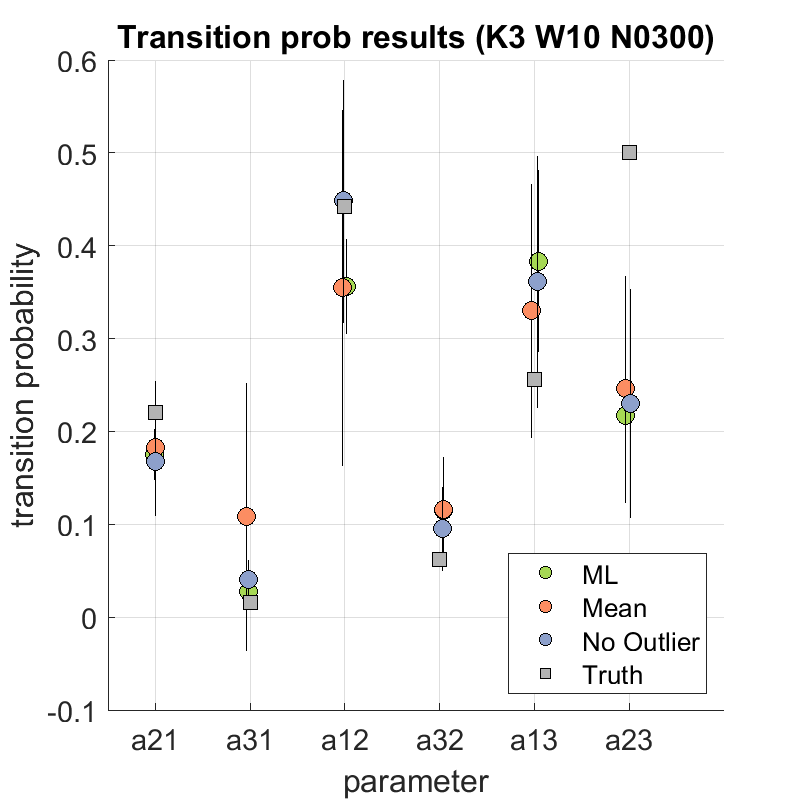 Transition prob results (K3 W10 N0300)
0.6
0.5
0.4
0.3
0.2
0.1
0
-0.1
transition probability
a21 a31 a12 a32 a13 a23
parameter
ML
Mean
No Outlier
Truth